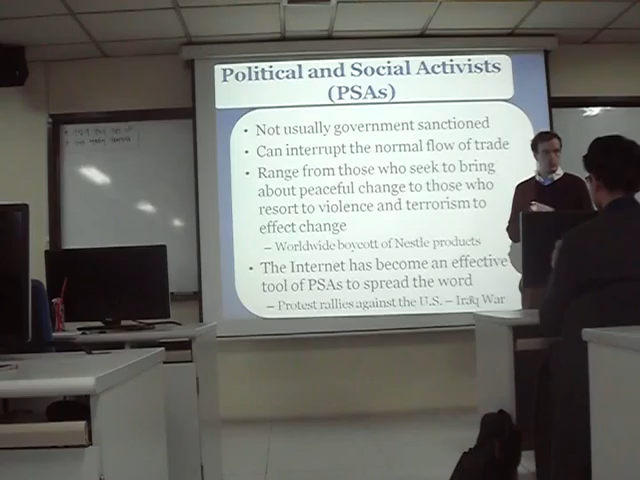 Political and Social Activists
(PSAs)
• Not usually government sanctioned
• Can interrupt the normal flow of trade
• Range from those who seek to bring
about peaceful change to those who
resort to violence and terrorism to
effect change
– Worldwide boycott of Nestle products
• The Internet has become an effective
tool of PSAs to spread the word
– Protest rallies against the U.S. – Iraq War